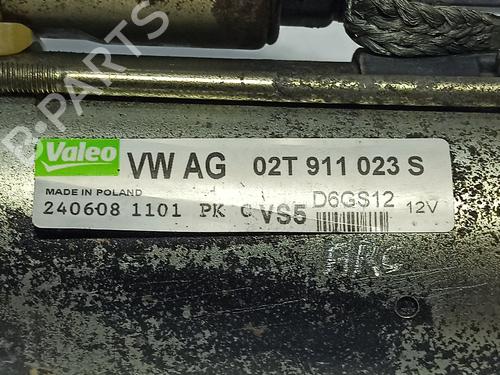 Valeo VW AG 02T 911 023 S
MADE IN POLAND D6GS12
240608 1101 PK C VS5 12V
B-PARTS